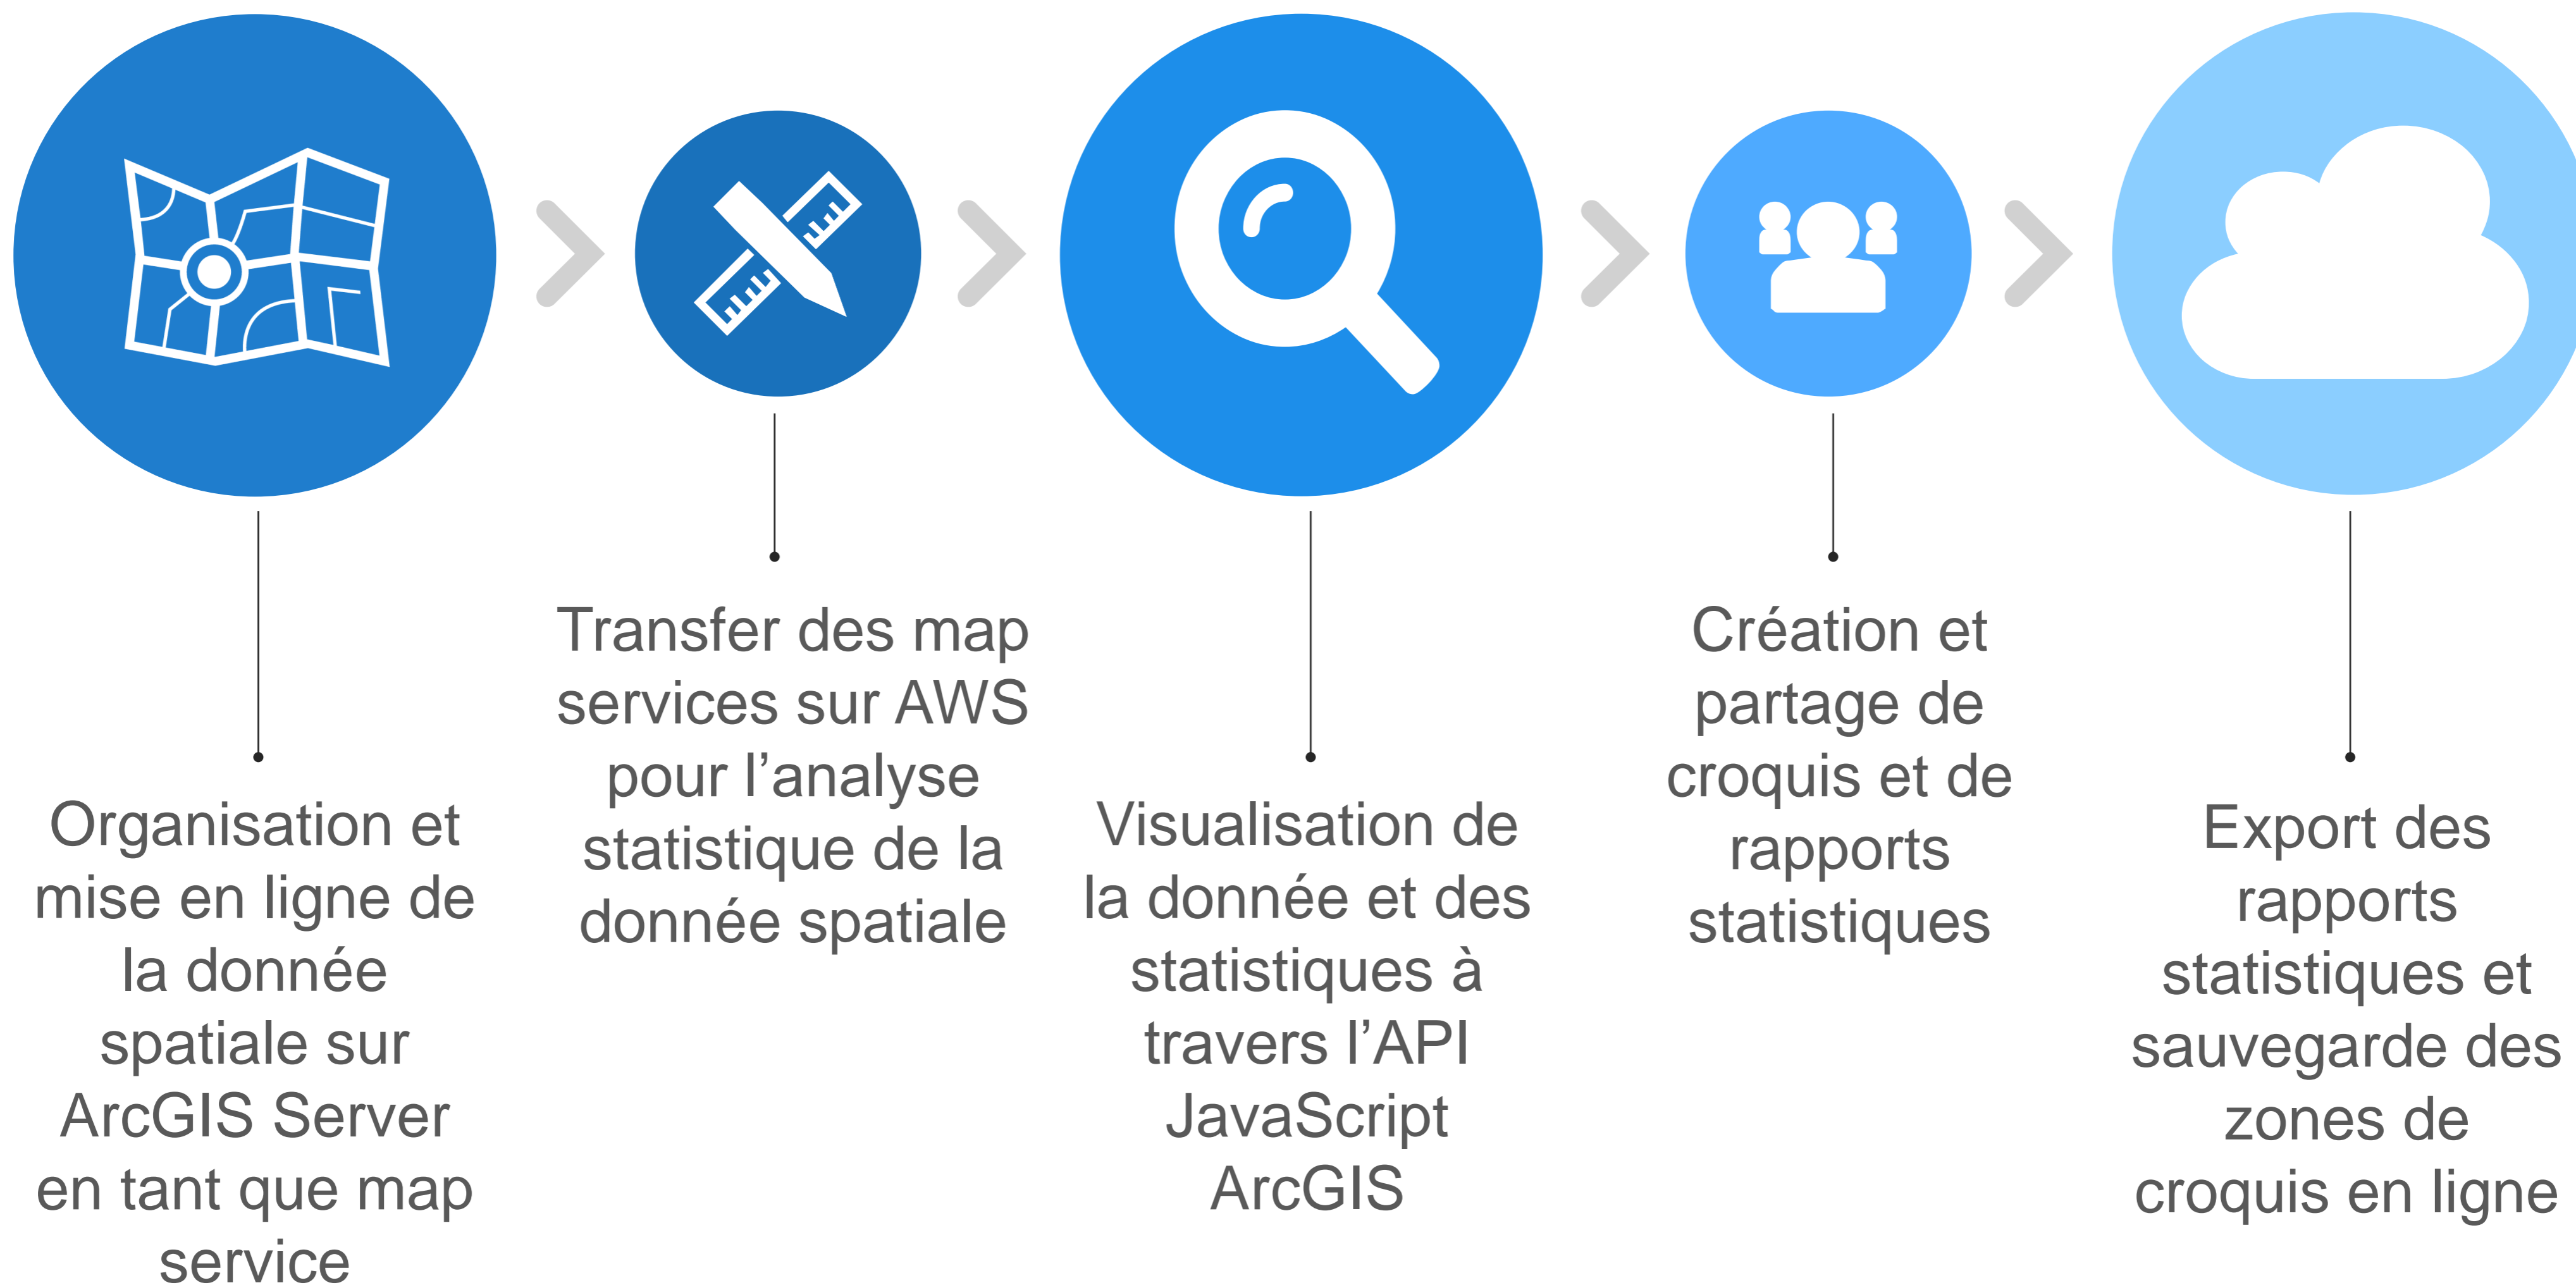 Organisation et
mise en ligne de
la donnée
spatiale sur
ArcGIS Server
en tant que map
service
Transfer des map
services sur AWS
pour l’analyse
statistique de la
donnée spatiale
Visualisation de
la donnée et des
statistiques à
travers l’API
JavaScript
ArcGIS
Création et
partage de
croquis et de
rapports
statistiques
Export des
rapports
statistiques et
sauvegarde des
zones de
croquis en ligne